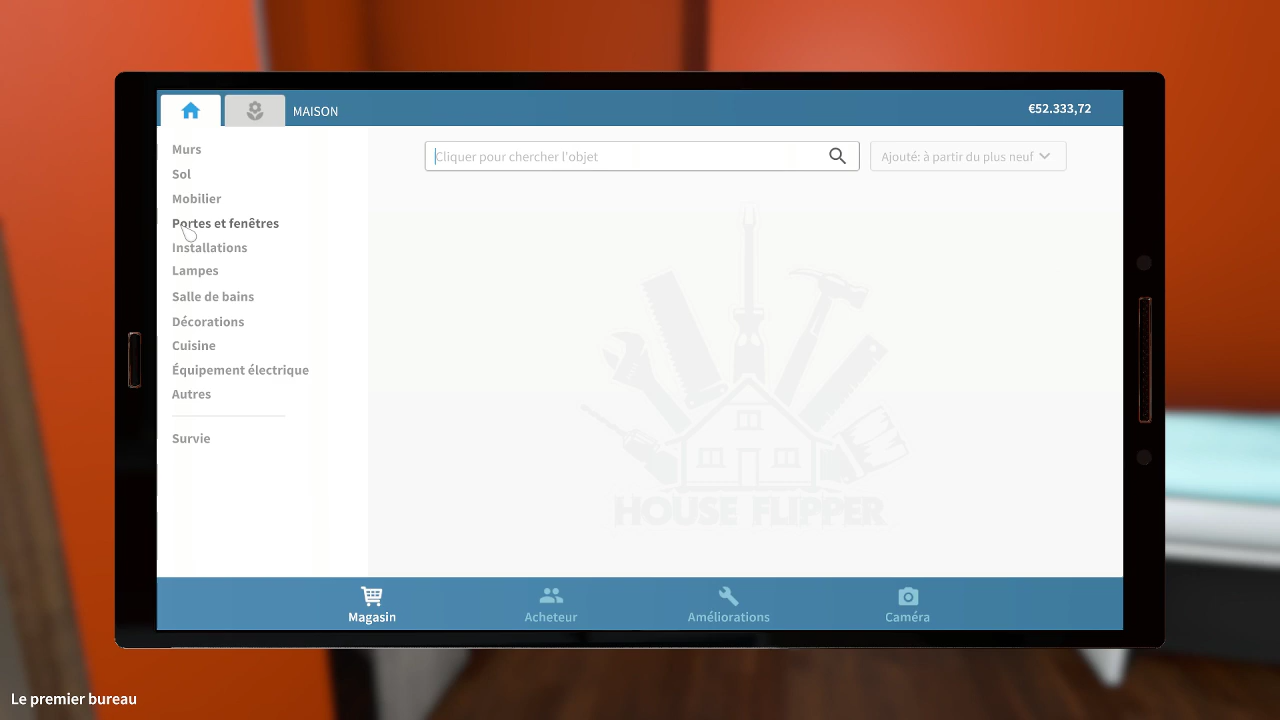 MAISON
€52.333,72
Cliquer pour chercher l'objet
Ajouté: à partir du plus neuf
Murs
Sol
Mobilier
Portes et fenêtres
Installations
Lampes
Salle de bains
Décorations
Cuisine
Équipement électrique
Autres
Survie
HOUSE FLIPPER
Magasin
Acheteur
Améliorations
Caméra
Le premier bureau